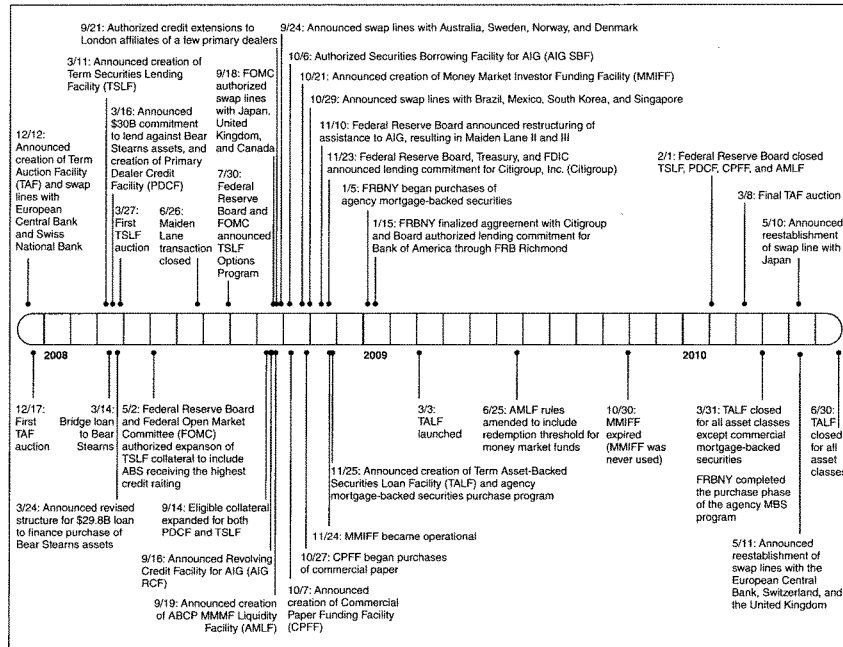 9/21: Authorized credit extensions to
London affiliates of a few primary dealers
9/24: Announced swap lines with Australia, Sweden, Norway, and Denmark
3/11: Announced creation of
Term Securities Lending
Facility (TSLF)
9/18: FOMC
authorized
swap lines
with Japan,
United
Kingdom,
and Canada
10/6: Authorized Securities Borrowing Facility for AIG (AIG SBF)
10/21: Announced creation of Money Market Investor Funding Facility (MMIFF)
10/29: Announced swap lines with Brazil, Mexico, South Korea, and Singapore
3/16: Announced
$30B commitment
to lend against Bear
Stearns assets, and
creation of Primary
Dealer Credit
Facility (PDCF)
12/12:
Announced
creation of Term
Auction Facility
(TAF) and swap
lines with
European
Central Bank
and Swiss
National Bank
11/10: Federal Reserve Board announced restructuring of
assistance to AIG, resulting in Maiden Lane II and III
11/23: Federal Reserve Board, Treasury, and FDIC
announced lending commitment for Citigroup, Inc. (Citigroup)
2/1: Federal Reserve Board closed
TSLF, PDCF, CPFF, and AMLF
7/30:
Federal
Reserve
Board and
FOMC
announced
TSLF
Options
Program
1/5: FRBNY began purchases of
agency mortgage-backed securities
3/8: Final TAF auction
3/27:
First
TSLF
auction
6/26:
Maiden
Lane
transaction
closed
1/15: FRBNY finalized aggreement with Citigroup
and Board authorized lending commitment for
Bank of America through FRB Richmond
5/10: Announced
reestablishment
of swap line with
Japan
2008
2009
2010
12/17:
First
TAF
auction
3/14:
Bridge loan
to Bear
Stearns
5/2: Federal Reserve Board
and Federal Open Market
Committee (FOMC)
authorized expanson of
TSLF collateral to include
ABS receiving the highest
credit raiting
3/3:
TALF
launched
6/25: AMLF rules
amended to include
redemption threshold for
money market funds
10/30:
MMIFF
expired
(MMIFF was
never used)
3/31: TALF closed
for all asset classes
except commercial
mortgage-backed
securities
FRBNY completed
the purchase phase
of the agency MBS
program
6/30:
TALF
closed
for all
asset
classes
11/25: Announced creation of Term Asset-Backed
Securities Loan Facility (TALF) and agency
mortgage-backed securities purchase program
3/24: Announced revised
structure for $29.8B loan
to finance purchase of
Bear Stearns assets
9/14: Eligible collateral
expanded for both
PDCF and TSLF
11/24: MMIFF became operational
9/16: Announced Revolving
Credit Facility for AIG (AIG
RCF)
10/27: CPFF began purchases
of commercial paper
5/11: Announced
reestablishment of
swap lines with the
European Central
Bank, Switzerland, and
the United Kingdom
9/19: Announced creation
of ABCP MMMF Liquidity
Facility (AMLF)
10/7: Announced
creation of Commercial
Paper Funding Facility
(CPFF)